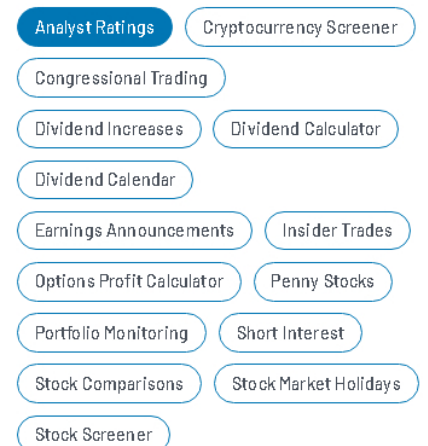 Analyst Ratings Cryptocurrency Screener
Congressional Trading
Dividend Increases Dividend Calculator
Dividend Calendar
Earnings Announcements Insider Trades
Options Profit Calculator Penny Stocks
Portfolio Monitoring Short Interest
Stock Comparisons Stock Market Holidays
Stock Screener